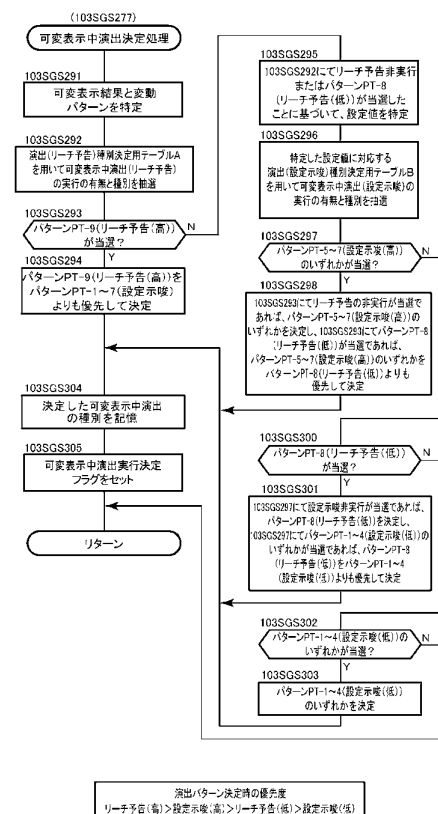 (103SGS277)
可変表示中演出決定処理
103SGS291
可変表示結果と変動
パターンを特定
103SGS292
演出(リーチ予告)種別決定用テーブルA
を用いて可変表示中演出(リーチ予告)
の実行の有無と種別を抽選
103SGS293
パターンPT-9(リーチ予告(高))
が当選?
N
Y
103SGS294
パターンPT-9(リーチ予告(高))を
パターンPT-1~7(設定示唆)
よりも優先して決定
103SGS304
決定した可変表示中演出
の種別を記憶
103SGS305
可変表示中演出実行決定
フラグをセット
リターン
103SGS295
103SGS292にてリーチ予告非実行
またはパターンPT-8
(リーチ予告(低))が当選した
ことに基づいて、設定値を特定
103SGS296
特定した設定値に対応する
演出(設定示唆)種別決定用テーブルB
を用いて可変表示中演出(設定示唆)の
実行の有無と種別を抽選
103SGS297
パターンPT-5~7(設定示唆(高))
のいずれかが当選?
N
Y
103SGS298
103SGS293にてリーチ予告の非実行が当選で
あれば、パターンPT-5~7(設定示唆(高))の
いずれかを決定し、103SGS293にてパターンPT-8
(リーチ予告(低))が当選であれば、
パターンPT-5~7(設定示唆(高))のいずれかを
パターンPT-8(リーチ予告(低))よりも
優先して決定
103SGS300
パターンPT-8(リーチ予告(低))
が当選?
N
Y
103SGS301
103SGS297にて設定示唆非実行が当選であれば、
パターンPT-8(リーチ予告(低))を決定し、
103SGS297にてパターンPT-1~4(設定示唆(低))の
いずれかが当選であれば、パターンPT-8
(リーチ予告(低))をパターンPT-1~4
(設定示唆(低))よりも優先して決定
103SGS302
パターンPT-1~4(設定示唆(低))の
いずれかが当選?
N
Y
103SGS303
パターンPT-1~4(設定示唆(低))
のいずれかを決定
演出パターン決定時の優先度
リーチ予告(高)>設定示唆(高)>リーチ予告(低)>設定示唆(低)